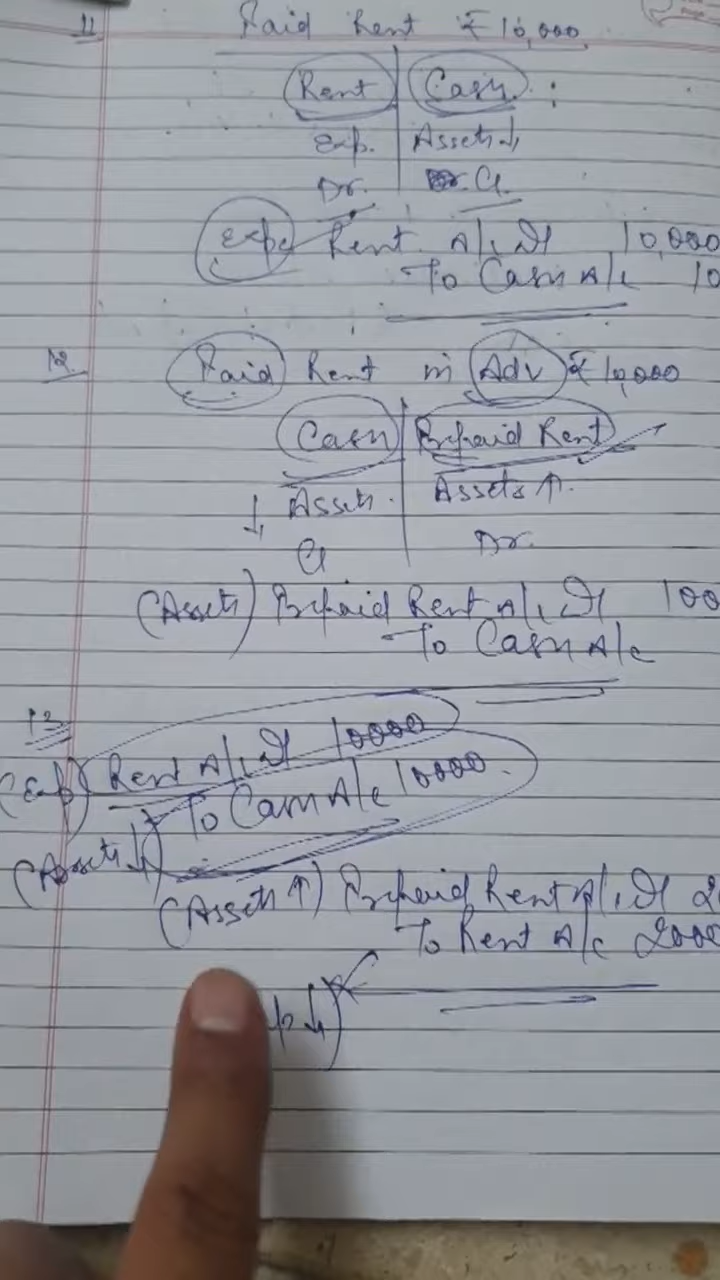 11 Paid Rent ₹10,000
Rent Cash :
Exp. Assets↓
Dr. Cr.
Exp Rent A/c Dr 10,000
To Cash A/c 10
12 Paid Rent in Adv ₹10,000
Cash Prepaid Rent
↓ Assets. Assets ↑.
Cr Dr.
(Assets) Prepaid Rent A/c Dr 100
To Cash A/c
13
(Exp) Rent A/c Dr 10000
To Cash A/c 10000.
(Assets ↓)
(Assets ↑) Prepaid Rent A/c Dr 2
To Rent A/c 2000
p↓)